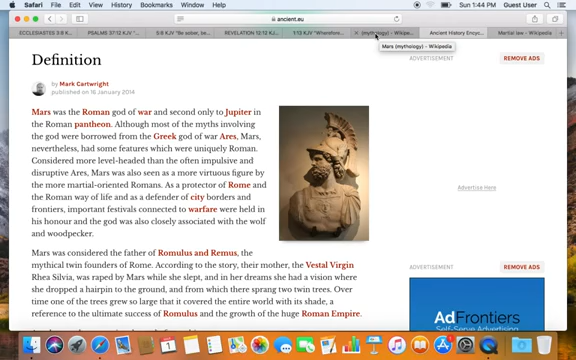 Safari File Edit View History Bookmarks Window Help
Sun 1:44 PM Guest User
ancient.eu
ECCLESIASTES 3:8 K... PSALMS 37:12 KJV "... 5:8 KJV "Be sober, be... REVELATION 12:12 KJ... 1:13 KJV "Wherefore... (mythology) - Wikipe... Ancient History Encyc... Martial law - Wikipedia
Mars (mythology) - Wikipedia
Definition
by Mark Cartwright
published on 16 January 2014
Mars was the Roman god of war and second only to Jupiter in
the Roman pantheon. Although most of the myths involving
the god were borrowed from the Greek god of war Ares, Mars,
nevertheless, had some features which were uniquely Roman.
Considered more level-headed than the often impulsive and
disruptive Ares, Mars was also seen as a more virtuous figure by
the more martial-oriented Romans. As a protector of Rome and
the Roman way of life and as a defender of city borders and
frontiers, important festivals connected to warfare were held in
his honour and the god was also closely associated with the wolf
and woodpecker.
Mars was considered the father of Romulus and Remus, the
mythical twin founders of Rome. According to the story, their mother, the Vestal Virgin
Rhea Silvia, was raped by Mars while she slept, and in her dreams she had a vision where
she dropped a hairpin to the ground, and from which there sprang two twin trees. Over
time one of the trees grew so large that it covered the entire world with its shade, a
reference to the ultimate success of Romulus and the growth of the huge Roman Empire.
ADVERTISEMENT REMOVE ADS
Advertise Here
ADVERTISEMENT REMOVE ADS
AdFrontiers
Self-Serve Advertising